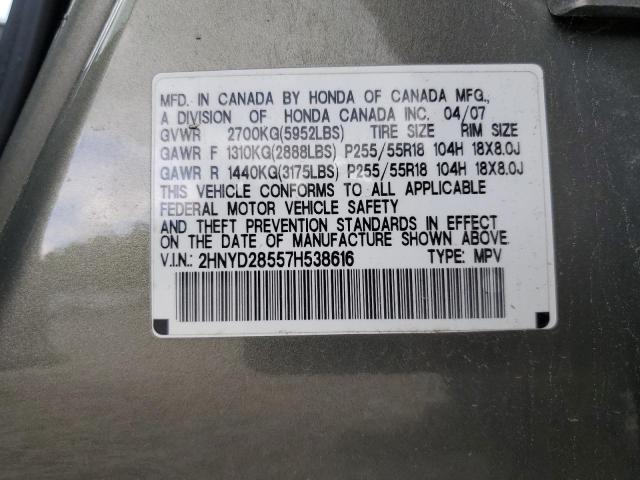 MFD. IN CANADA BY HONDA OF CANADA MFG.,
A DIVISION OF HONDA CANADA INC. 04/07
GVWR 2700KG(5952LBS) TIRE SIZE RIM SIZE
GAWR F 1310KG(2888LBS) P255/55R18 104H 18X8.0J
GAWR R 1440KG(3175LBS) P255/55R18 104H 18X8.0J
THIS VEHICLE CONFORMS TO ALL APPLICABLE
FEDERAL MOTOR VEHICLE SAFETY
AND THEFT PREVENTION STANDARDS IN EFFECT
ON THE DATE OF MANUFACTURE SHOWN ABOVE.
V.I.N.: 2HNYD28557H538616 TYPE: MPV